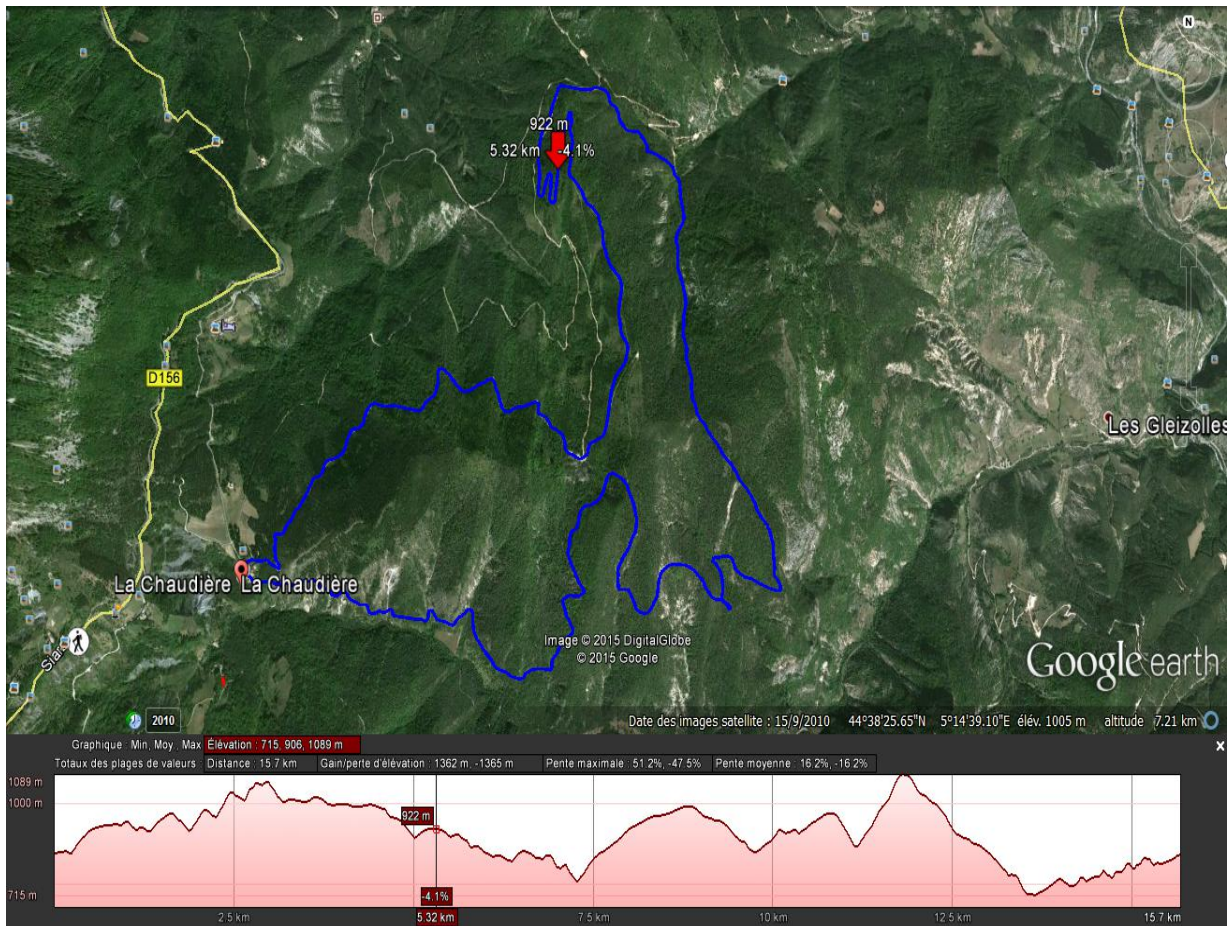 N
922 m
5.32 km -4.1%
D156
Les Gleizolles
La Chaudière La Chaudière
Image © 2015 DigitalGlobe
© 2015 Google
Google earth
2010
Date des images satellite : 15/9/2010 44°38'25.65"N 5°14'39.10"E élév. 1005 m altitude 7.21 km
Graphique : Min, Moy, Max Élévation : 715, 906, 1089 m
x
Totaux des plages de valeurs : Distance : 15.7 km Gain/perte d'élévation : 1362 m, -1365 m Pente maximale : 51.2%, -47.5% Pente moyenne : 16.2%, -16.2%
1089 m
1000 m
922 m
715 m
-4.1%
2.5 km 5.32 km 7.5 km 10 km 12.5 km 15.7 km